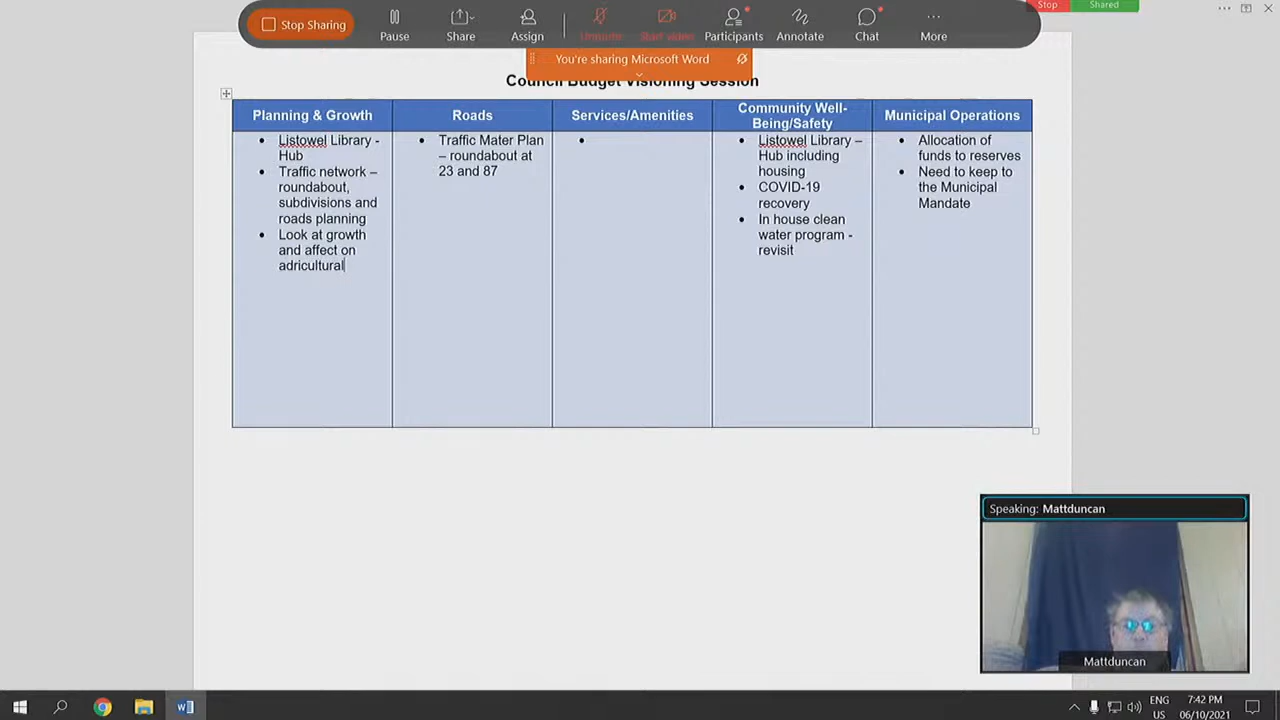 Stop Shared
Stop Sharing
Pause
Share
Assign
Unmute
Start video
Participants
Annotate
Chat
More
You're sharing Microsoft Word
Council Budget Visioning Session
Planning & Growth
Listowel Library -
Hub
Traffic network –
roundabout,
subdivisions and
roads planning
Look at growth
and affect on
adricultural
Roads
Traffic Mater Plan
– roundabout at
23 and 87
Services/Amenities
Community Well-
Being/Safety
Listowel Library –
Hub including
housing
COVID-19
recovery
In house clean
water program -
revisit
Municipal Operations
Allocation of
funds to reserves
Need to keep to
the Municipal
Mandate
Speaking: Mattduncan
Mattduncan
ENG
US
7:42 PM
06/10/2021